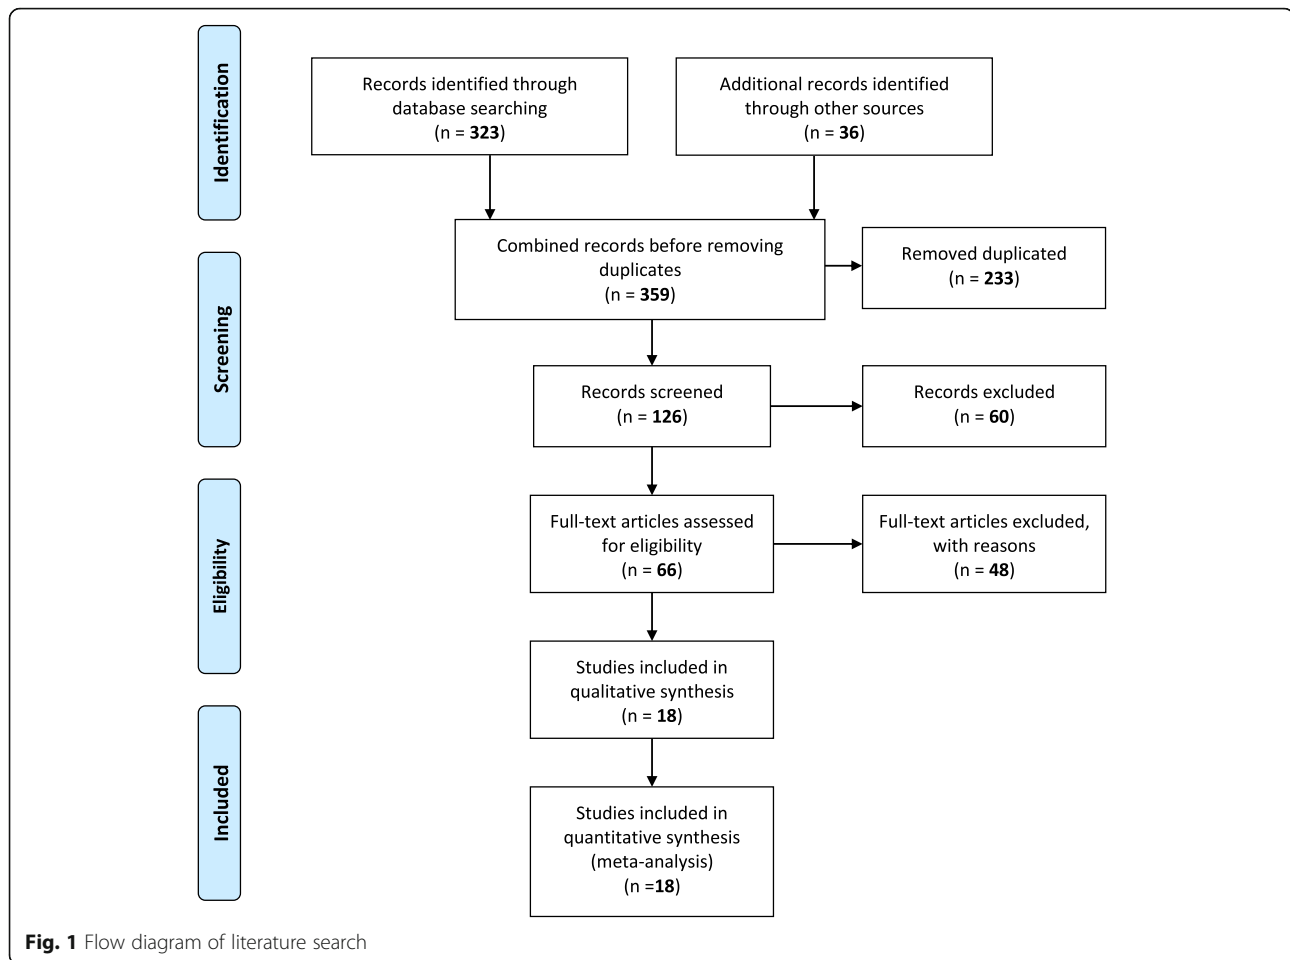 Identification
Records identified through
database searching
(n = 323)
Additional records identified
through other sources
(n = 36)
Combined records before removing
duplicates
(n = 359)
Removed duplicated
(n = 233)
Screening
Records screened
(n = 126)
Records excluded
(n = 60)
Eligibility
Full-text articles assessed
for eligibility
(n = 66)
Full-text articles excluded,
with reasons
(n = 48)
Studies included in
qualitative synthesis
(n = 18)
Included
Studies included in
quantitative synthesis
(meta-analysis)
(n =18)
Fig. 1 Flow diagram of literature search